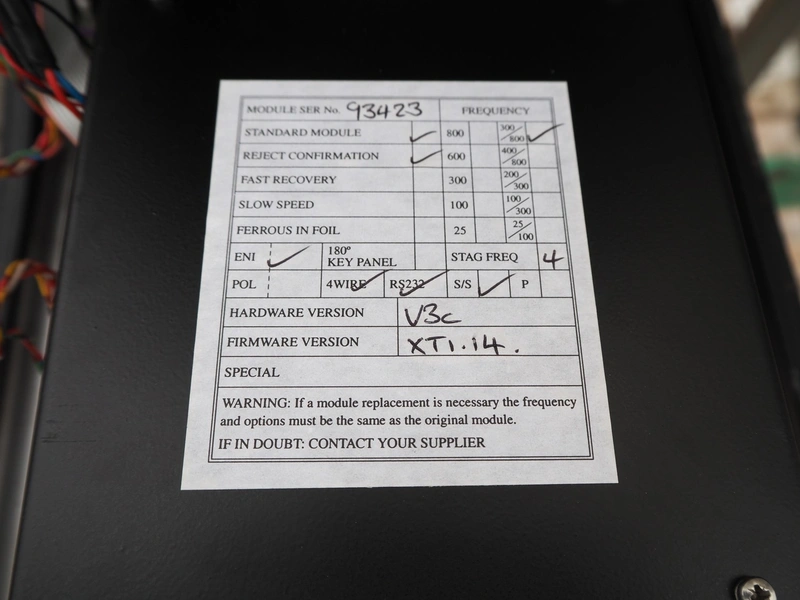 MODULE SER No. 93423 FREQUENCY
STANDARD MODULE ✓ 800 300/800 ✓
REJECT CONFIRMATION ✓ 600 400/800
FAST RECOVERY 300 200/300
SLOW SPEED 100 100/300
FERROUS IN FOIL 25 25/100
ENI ✓ 180° KEY PANEL STAG FREQ 4
POL 4WIRE ✓ RS232 ✓ S/S ✓ P
HARDWARE VERSION V3c
FIRMWARE VERSION XT1.i4.
SPECIAL
WARNING: If a module replacement is necessary the frequency
and options must be the same as the original module.
IF IN DOUBT: CONTACT YOUR SUPPLIER